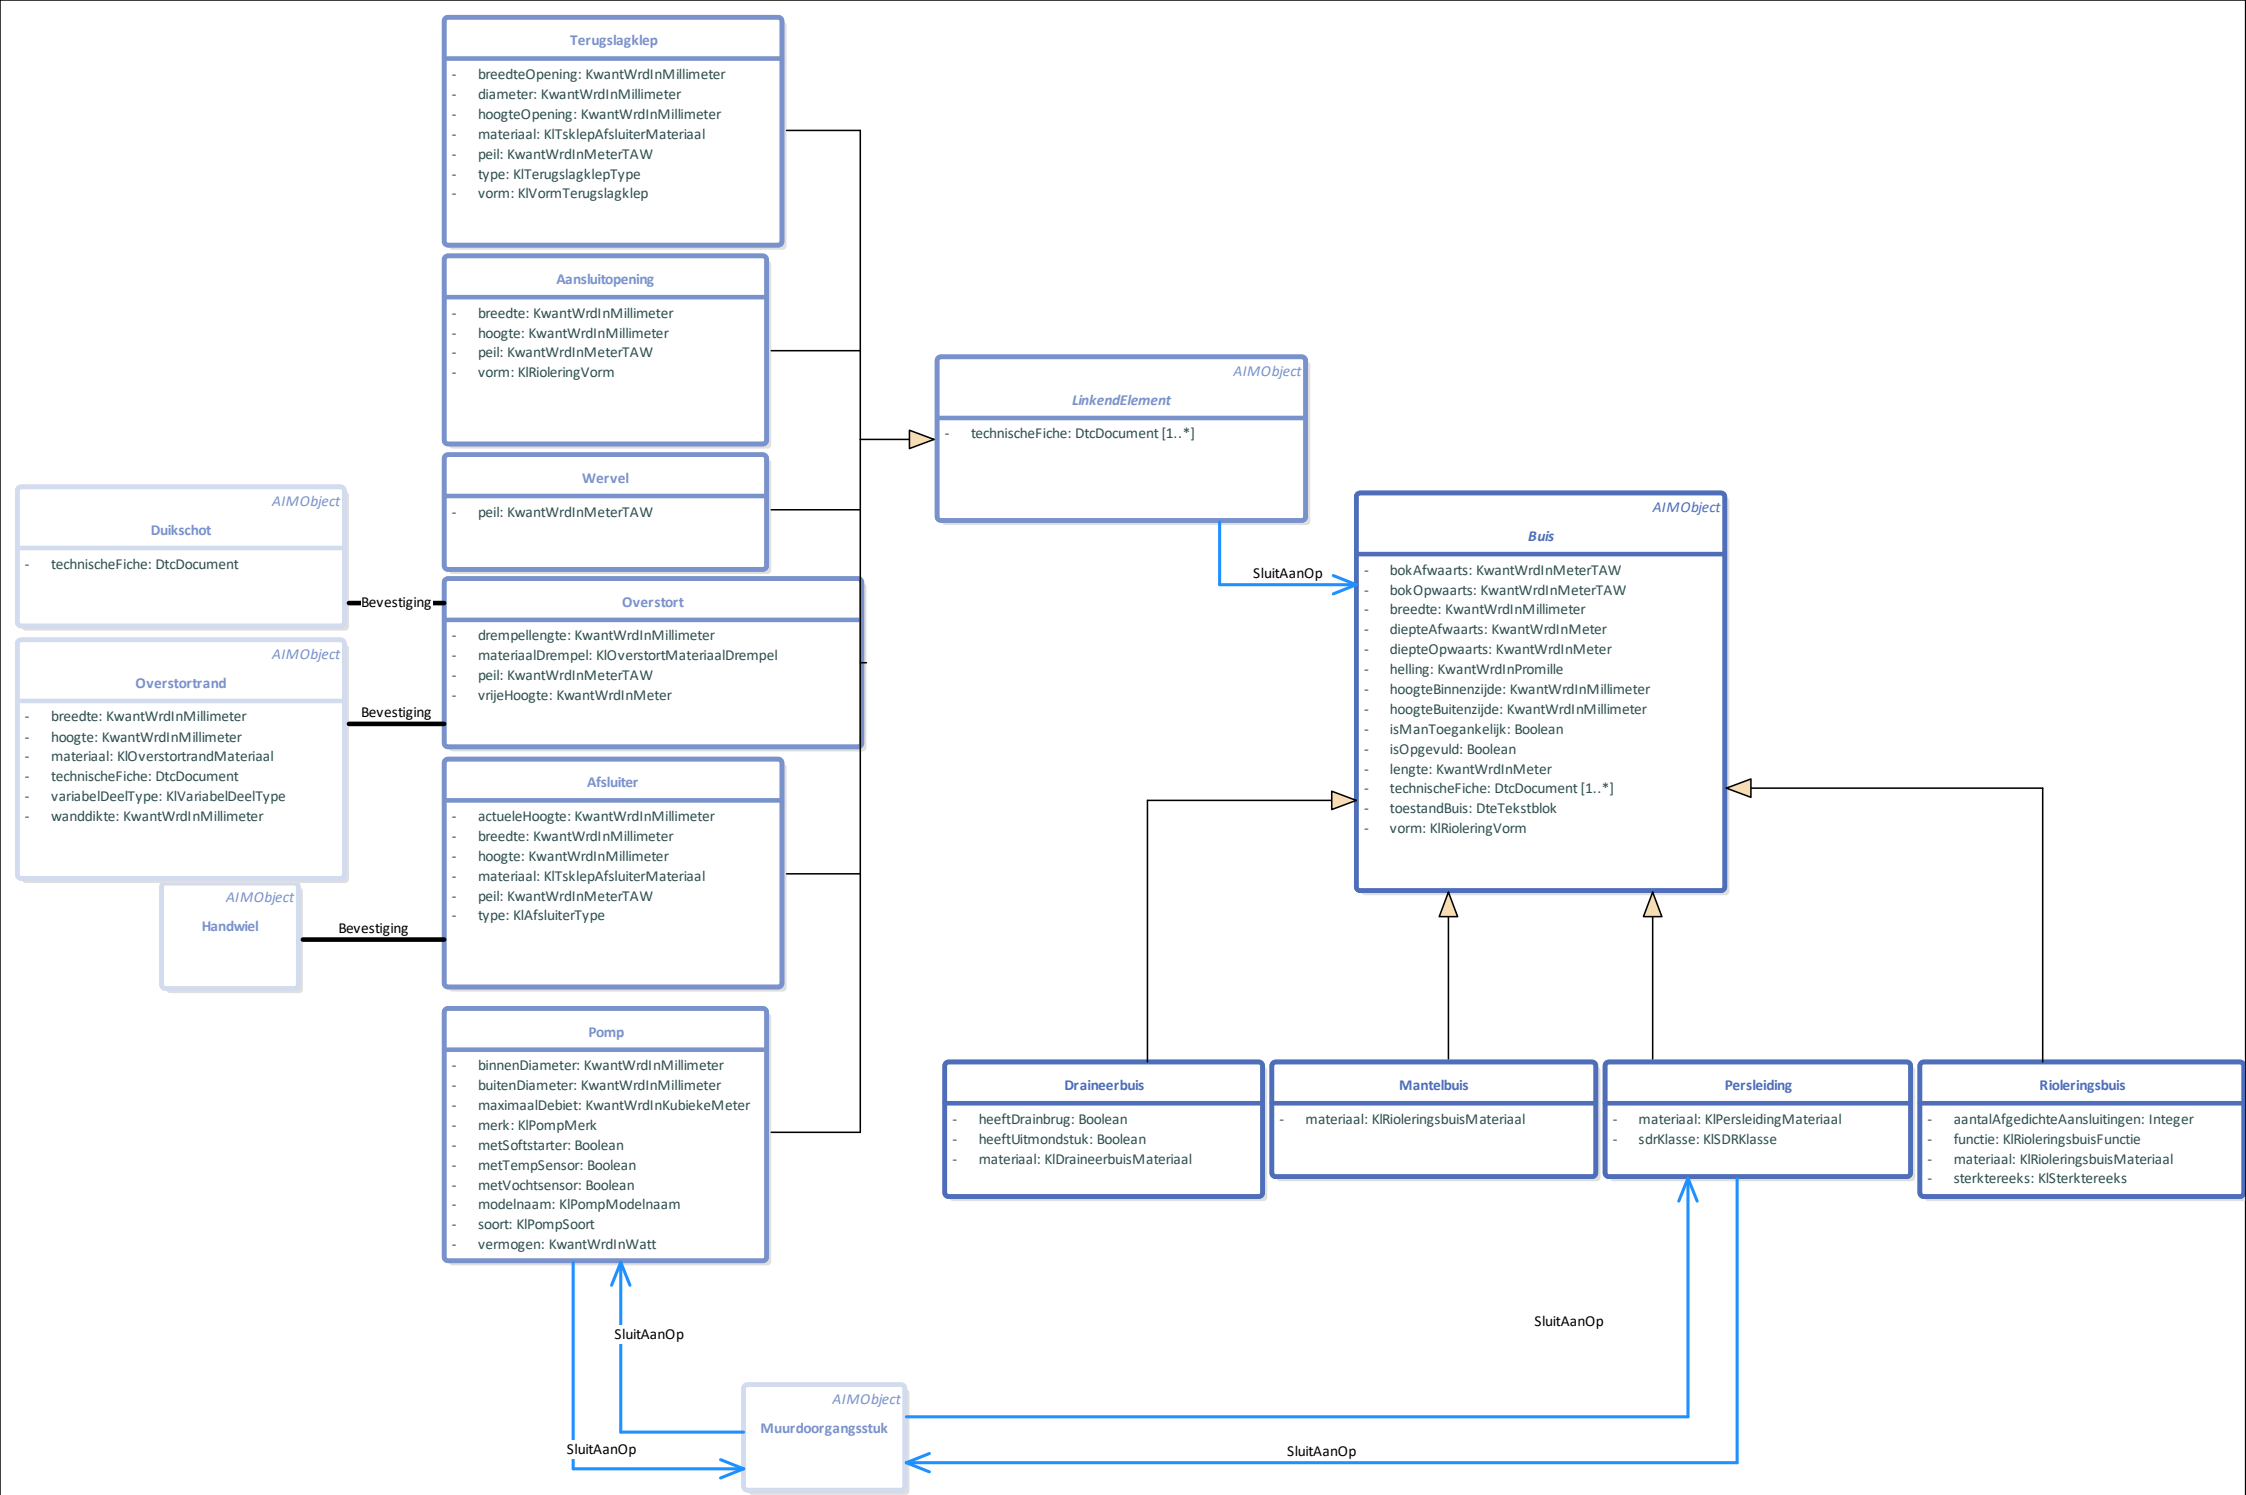 Terugslagklep
- breedteOpening: KwantWrdInMillimeter
- diameter: KwantWrdInMillimeter
- hoogteOpening: KwantWrdInMillimeter
- materiaal: KlTsklepAfsluiterMateriaal
- peil: KwantWrdInMeterTAW
- type: KlTerugslagklepType
- vorm: KlVormTerugslagklep
Aansluitopening
- breedte: KwantWrdInMillimeter
- hoogte: KwantWrdInMillimeter
- peil: KwantWrdInMeterTAW
- vorm: KlRioleringVorm
Wervel
- peil: KwantWrdInMeterTAW
AIMObject
Duikschot
- technischeFiche: DtcDocument
Bevestiging
Overstort
- drempellengte: KwantWrdInMillimeter
- materiaalDrempel: KlOverstortMateriaalDrempel
- peil: KwantWrdInMeterTAW
- vrijeHoogte: KwantWrdInMeter
AIMObject
Overstortrand
- breedte: KwantWrdInMillimeter
- hoogte: KwantWrdInMillimeter
- materiaal: KlOverstortrandMateriaal
- technischeFiche: DtcDocument
- variabelDeelType: KlVariabelDeelType
- wanddikte: KwantWrdInMillimeter
Bevestiging
Afsluiter
- actueleHoogte: KwantWrdInMillimeter
- breedte: KwantWrdInMillimeter
- hoogte: KwantWrdInMillimeter
- materiaal: KlTsklepAfsluiterMateriaal
- peil: KwantWrdInMeterTAW
- type: KlAfsluiterType
AIMObject
Handwiel
Bevestiging
Pomp
- binnenDiameter: KwantWrdInMillimeter
- buitenDiameter: KwantWrdInMillimeter
- maximaalDebiet: KwantWrdInKubiekeMeter
- merk: KlPompMerk
- metSoftstarter: Boolean
- metTempSensor: Boolean
- metVochtsensor: Boolean
- modelnaam: KlPompModelnaam
- soort: KlPompSoort
- vermogen: KwantWrdInWatt
AIMObject
LinkendElement
- technischeFiche: DtcDocument [1..*]
SluitAanOp
AIMObject
Buis
- bokAfwaarts: KwantWrdInMeterTAW
- bokOpwaarts: KwantWrdInMeterTAW
- breedte: KwantWrdInMillimeter
- diepteAfwaarts: KwantWrdInMeter
- diepteOpwaarts: KwantWrdInMeter
- helling: KwantWrdInPromille
- hoogteBinnenzijde: KwantWrdInMillimeter
- hoogteBuitenzijde: KwantWrdInMillimeter
- isManToegankelijk: Boolean
- isOpgevuld: Boolean
- lengte: KwantWrdInMeter
- technischeFiche: DtcDocument [1..*]
- toestandBuis: DteTekstblok
- vorm: KlRioleringVorm
Draineerbuis
- heeftDrainbrug: Boolean
- heeftUitmondstuk: Boolean
- materiaal: KlDraineerbuisMateriaal
Mantelbuis
- materiaal: KlRioleringsbuisMateriaal
Persleiding
- materiaal: KlPersleidingMateriaal
- sdrKlasse: KlSDRKlasse
Rioleringsbuis
- aantalAfgedichteAansluitingen: Integer
- functie: KlRioleringsbuisFunctie
- materiaal: KlRioleringsbuisMateriaal
- sterktereeks: KlSterktereeks
SluitAanOp
SluitAanOp
AIMObject
Muurdoorgangsstuk
SluitAanOp
SluitAanOp